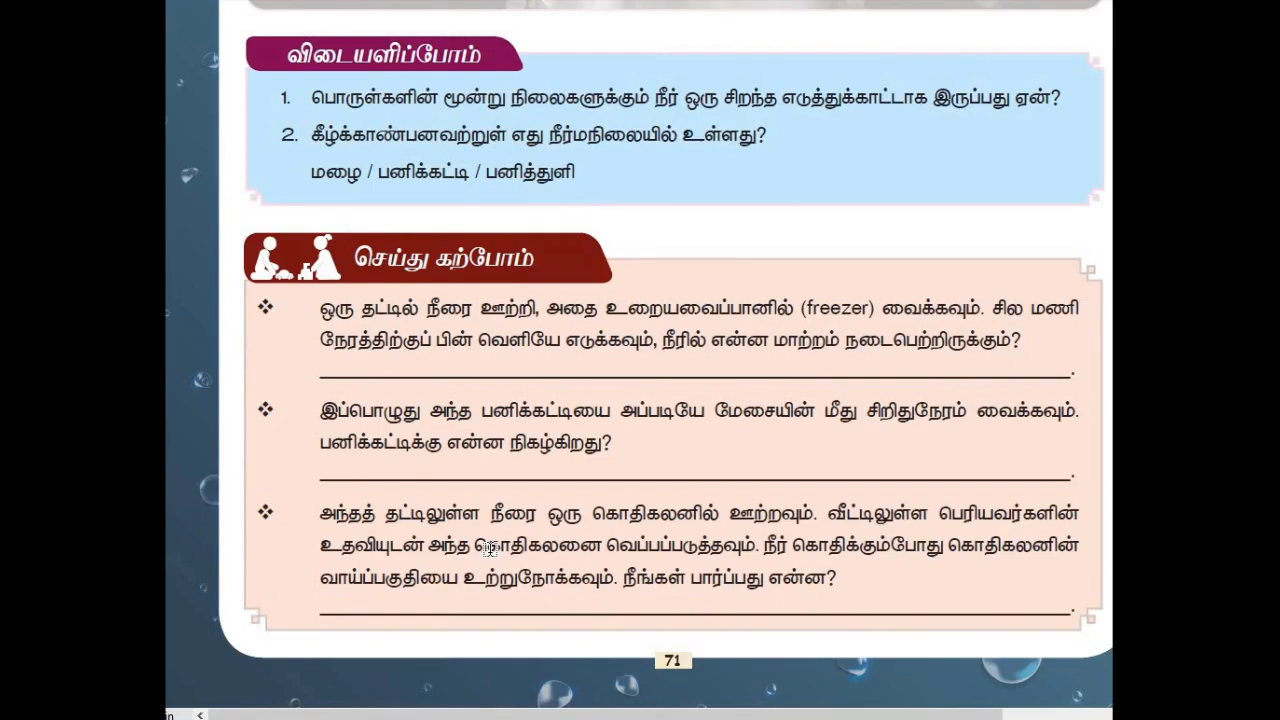 விடையளிப்போம்
1. பொருள்களின் மூன்று நிலைகளுக்கும் நீர் ஒரு சிறந்த எடுத்துக்காட்டாக இருப்பது ஏன்?
2. கீழ்க்காண்பனவற்றுள் எது நீர்மநிலையில் உள்ளது?
மழை / பனிக்கட்டி / பனித்துளி
செய்து கற்போம்
❖ ஒரு தட்டில் நீரை ஊற்றி, அதை உறையவைப்பானில் (freezer) வைக்கவும். சில மணி
நேரத்திற்குப் பின் வெளியே எடுக்கவும், நீரில் என்ன மாற்றம் நடைபெற்றிருக்கும்?
❖ இப்பொழுது அந்த பனிக்கட்டியை அப்படியே மேசையின் மீது சிறிதுநேரம் வைக்கவும்.
பனிக்கட்டிக்கு என்ன நிகழ்கிறது?
❖ அந்தத் தட்டிலுள்ள நீரை ஒரு கொதிகலனில் ஊற்றவும். வீட்டிலுள்ள பெரியவர்களின்
உதவியுடன் அந்த கொதிகலனை வெப்பப்படுத்தவும். நீர் கொதிக்கும்போது கொதிகலனின்
வாய்ப்பகுதியை உற்றுநோக்கவும். நீங்கள் பார்ப்பது என்ன?
71